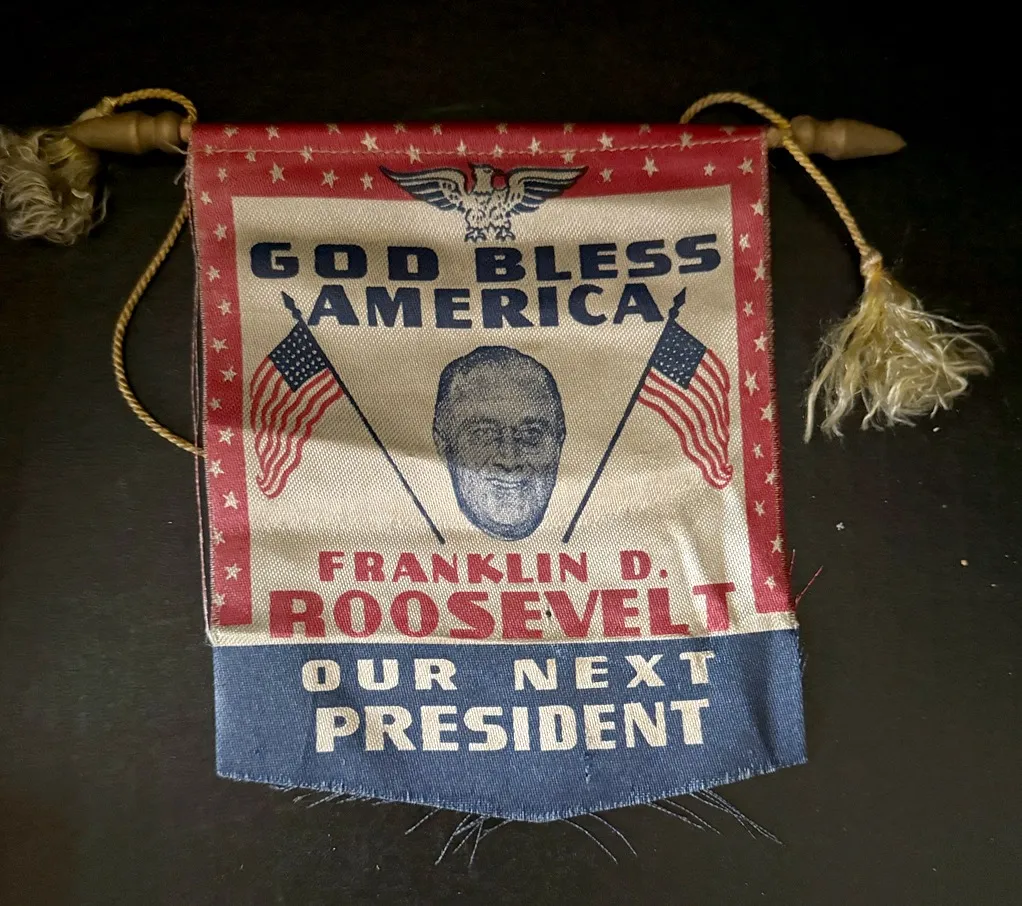 GOD BLESS
AMERICA
FRANKLIN D.
ROOSEVELT
OUR NEXT
PRESIDENT